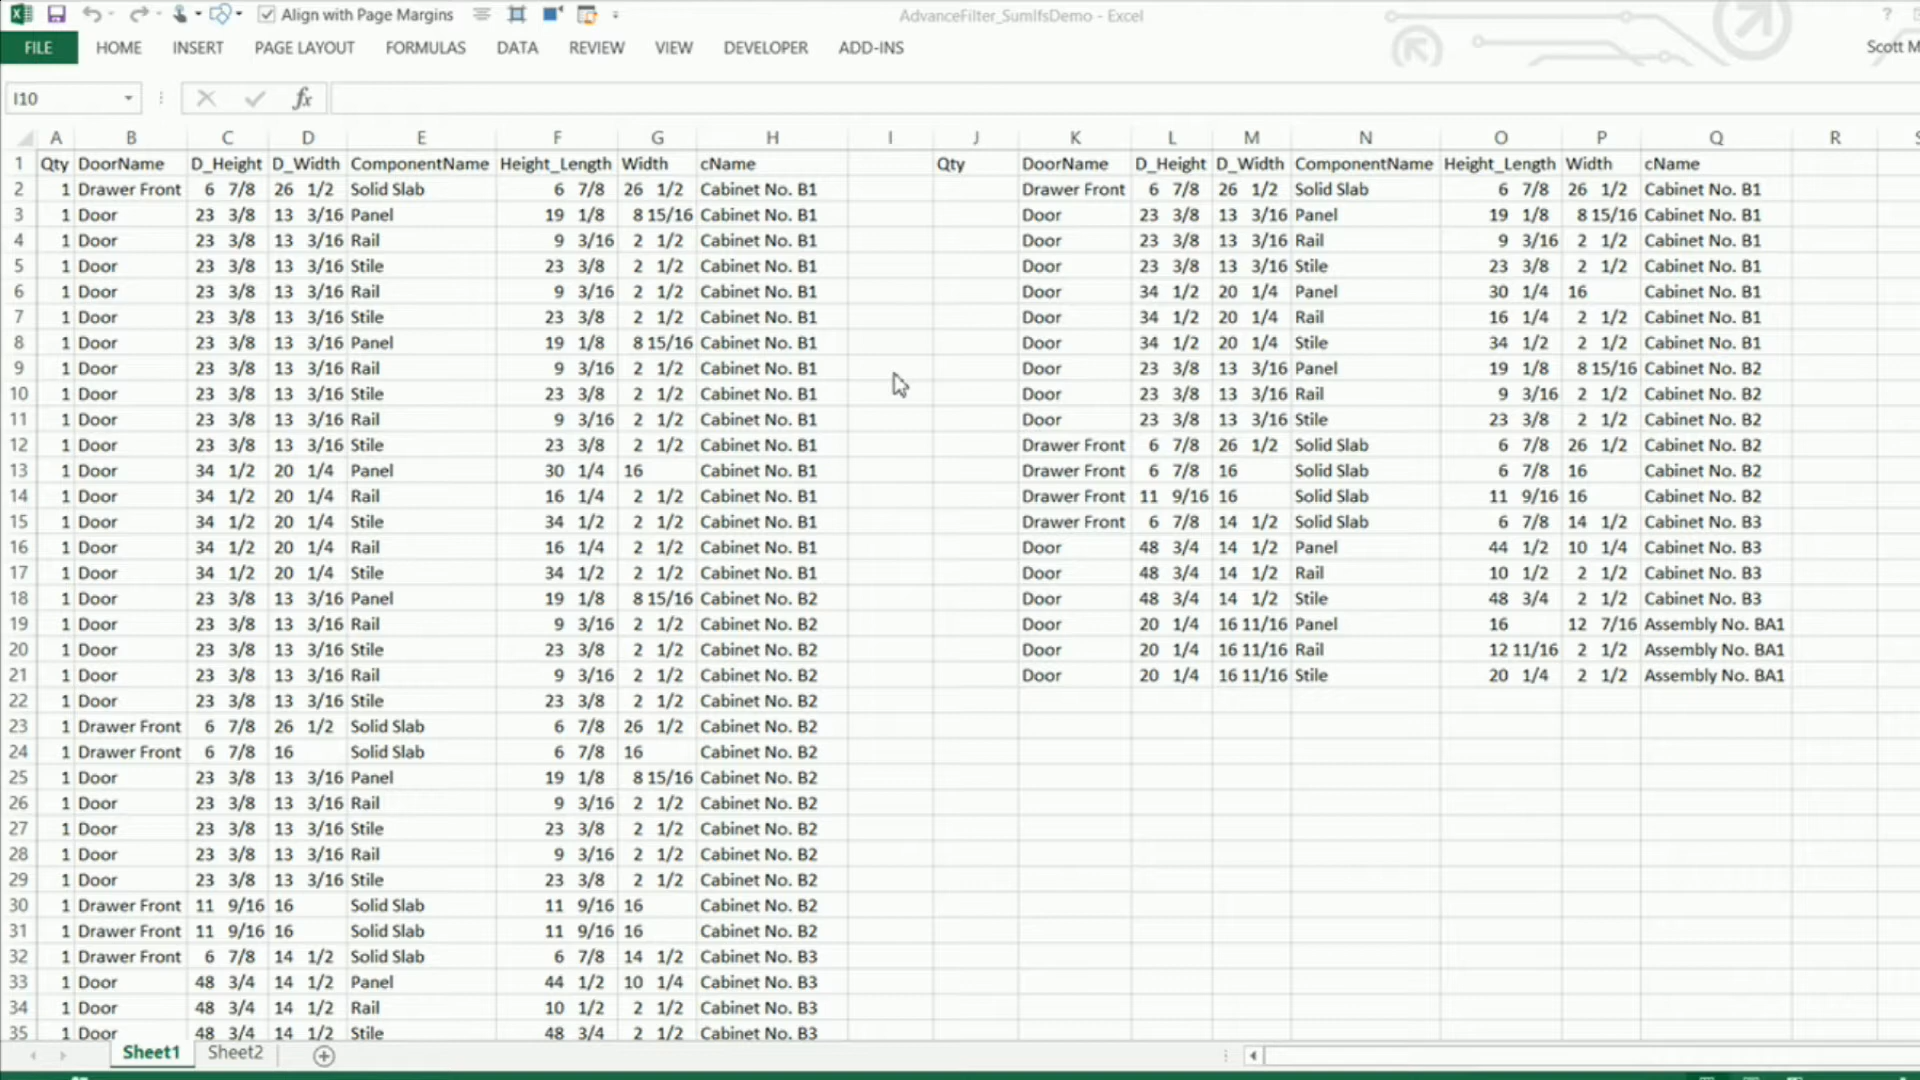 Align with Page Margins AdvanceFilter_SumIfsDemo - Excel ?
FILE HOME INSERT PAGE LAYOUT FORMULAS DATA REVIEW VIEW DEVELOPER ADD-INS Scott M
I10 fx
A B C D E F G H I J K L M N O P Q R
1 Qty DoorName D_Height D_Width ComponentName Height_Length Width cName Qty DoorName D_Height D_Width ComponentName Height_Length Width cName
2 1 Drawer Front 6 7/8 26 1/2 Solid Slab 6 7/8 26 1/2 Cabinet No. B1 Drawer Front 6 7/8 26 1/2 Solid Slab 6 7/8 26 1/2 Cabinet No. B1
3 1 Door 23 3/8 13 3/16 Panel 19 1/8 8 15/16 Cabinet No. B1 Door 23 3/8 13 3/16 Panel 19 1/8 8 15/16 Cabinet No. B1
4 1 Door 23 3/8 13 3/16 Rail 9 3/16 2 1/2 Cabinet No. B1 Door 23 3/8 13 3/16 Rail 9 3/16 2 1/2 Cabinet No. B1
5 1 Door 23 3/8 13 3/16 Stile 23 3/8 2 1/2 Cabinet No. B1 Door 23 3/8 13 3/16 Stile 23 3/8 2 1/2 Cabinet No. B1
6 1 Door 23 3/8 13 3/16 Rail 9 3/16 2 1/2 Cabinet No. B1 Door 34 1/2 20 1/4 Panel 30 1/4 16 Cabinet No. B1
7 1 Door 23 3/8 13 3/16 Stile 23 3/8 2 1/2 Cabinet No. B1 Door 34 1/2 20 1/4 Rail 16 1/4 2 1/2 Cabinet No. B1
8 1 Door 23 3/8 13 3/16 Panel 19 1/8 8 15/16 Cabinet No. B1 Door 34 1/2 20 1/4 Stile 34 1/2 2 1/2 Cabinet No. B1
9 1 Door 23 3/8 13 3/16 Rail 9 3/16 2 1/2 Cabinet No. B1 Door 23 3/8 13 3/16 Panel 19 1/8 8 15/16 Cabinet No. B2
10 1 Door 23 3/8 13 3/16 Stile 23 3/8 2 1/2 Cabinet No. B1 Door 23 3/8 13 3/16 Rail 9 3/16 2 1/2 Cabinet No. B2
11 1 Door 23 3/8 13 3/16 Rail 9 3/16 2 1/2 Cabinet No. B1 Door 23 3/8 13 3/16 Stile 23 3/8 2 1/2 Cabinet No. B2
12 1 Door 23 3/8 13 3/16 Stile 23 3/8 2 1/2 Cabinet No. B1 Drawer Front 6 7/8 26 1/2 Solid Slab 6 7/8 26 1/2 Cabinet No. B2
13 1 Door 34 1/2 20 1/4 Panel 30 1/4 16 Cabinet No. B1 Drawer Front 6 7/8 16 Solid Slab 6 7/8 16 Cabinet No. B2
14 1 Door 34 1/2 20 1/4 Rail 16 1/4 2 1/2 Cabinet No. B1 Drawer Front 11 9/16 16 Solid Slab 11 9/16 16 Cabinet No. B2
15 1 Door 34 1/2 20 1/4 Stile 34 1/2 2 1/2 Cabinet No. B1 Drawer Front 6 7/8 14 1/2 Solid Slab 6 7/8 14 1/2 Cabinet No. B3
16 1 Door 34 1/2 20 1/4 Rail 16 1/4 2 1/2 Cabinet No. B1 Door 48 3/4 14 1/2 Panel 44 1/2 10 1/4 Cabinet No. B3
17 1 Door 34 1/2 20 1/4 Stile 34 1/2 2 1/2 Cabinet No. B1 Door 48 3/4 14 1/2 Rail 10 1/2 2 1/2 Cabinet No. B3
18 1 Door 23 3/8 13 3/16 Panel 19 1/8 8 15/16 Cabinet No. B2 Door 48 3/4 14 1/2 Stile 48 3/4 2 1/2 Cabinet No. B3
19 1 Door 23 3/8 13 3/16 Rail 9 3/16 2 1/2 Cabinet No. B2 Door 20 1/4 16 11/16 Panel 16 12 7/16 Assembly No. BA1
20 1 Door 23 3/8 13 3/16 Stile 23 3/8 2 1/2 Cabinet No. B2 Door 20 1/4 16 11/16 Rail 12 11/16 2 1/2 Assembly No. BA1
21 1 Door 23 3/8 13 3/16 Rail 9 3/16 2 1/2 Cabinet No. B2 Door 20 1/4 16 11/16 Stile 20 1/4 2 1/2 Assembly No. BA1
22 1 Door 23 3/8 13 3/16 Stile 23 3/8 2 1/2 Cabinet No. B2
23 1 Drawer Front 6 7/8 26 1/2 Solid Slab 6 7/8 26 1/2 Cabinet No. B2
24 1 Drawer Front 6 7/8 16 Solid Slab 6 7/8 16 Cabinet No. B2
25 1 Door 23 3/8 13 3/16 Panel 19 1/8 8 15/16 Cabinet No. B2
26 1 Door 23 3/8 13 3/16 Rail 9 3/16 2 1/2 Cabinet No. B2
27 1 Door 23 3/8 13 3/16 Stile 23 3/8 2 1/2 Cabinet No. B2
28 1 Door 23 3/8 13 3/16 Rail 9 3/16 2 1/2 Cabinet No. B2
29 1 Door 23 3/8 13 3/16 Stile 23 3/8 2 1/2 Cabinet No. B2
30 1 Drawer Front 11 9/16 16 Solid Slab 11 9/16 16 Cabinet No. B2
31 1 Drawer Front 11 9/16 16 Solid Slab 11 9/16 16 Cabinet No. B2
32 1 Drawer Front 6 7/8 14 1/2 Solid Slab 6 7/8 14 1/2 Cabinet No. B3
33 1 Door 48 3/4 14 1/2 Panel 44 1/2 10 1/4 Cabinet No. B3
34 1 Door 48 3/4 14 1/2 Rail 10 1/2 2 1/2 Cabinet No. B3
35 1 Door 48 3/4 14 1/2 Stile 48 3/4 2 1/2 Cabinet No. B3
Sheet1 Sheet2